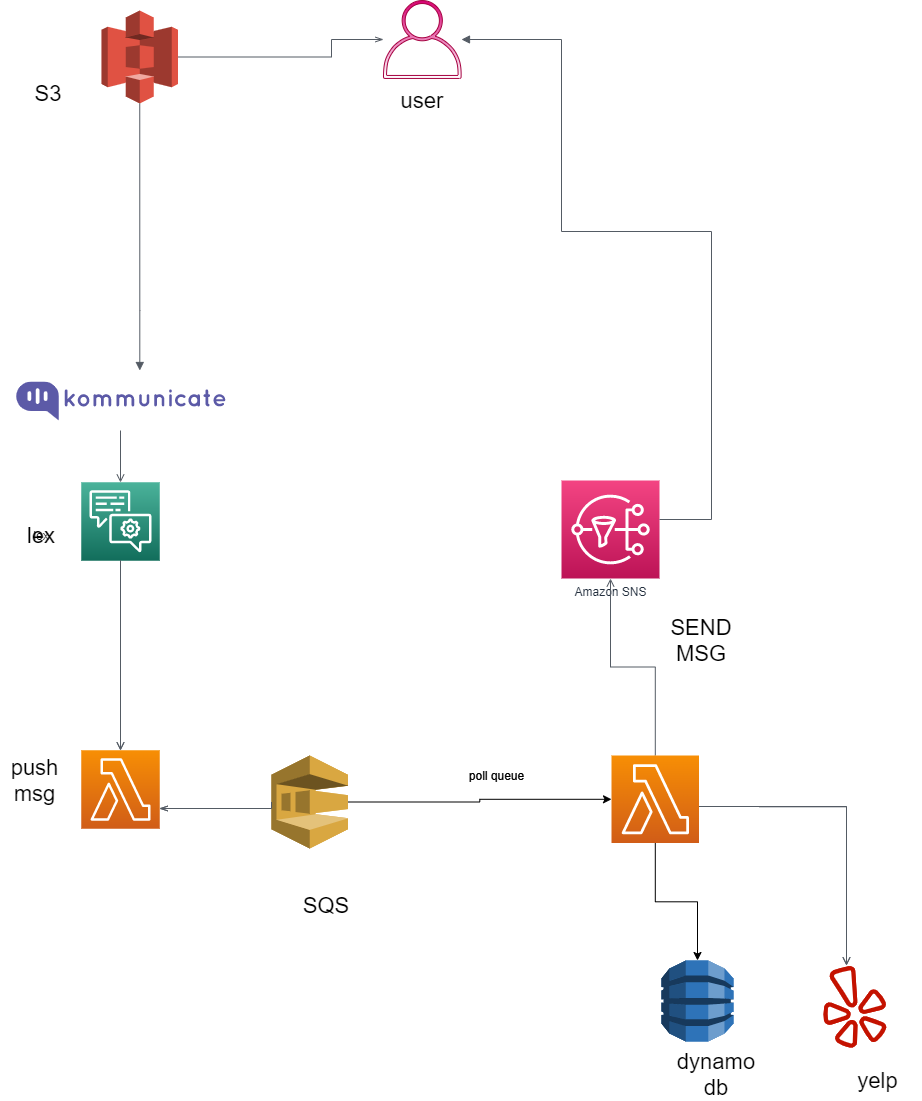 S3
user
kommunicate
lex
Amazon SNS
SEND
MSG
push
msg
poll queue
SQS
dynamo
db
yelp